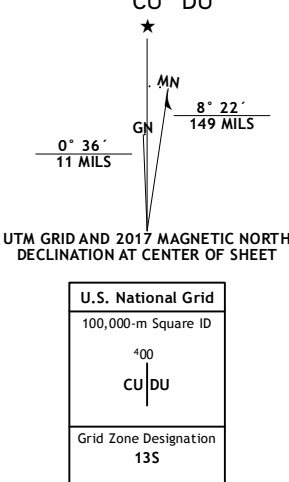 CU DU
★
MN
8° 22´
149 MILS
GN
0° 36´
11 MILS
UTM GRID AND 2017 MAGNETIC NORTH
DECLINATION AT CENTER OF SHEET
U.S. National Grid
100,000-m Square ID
⁴00
CU DU
Grid Zone Designation
13S